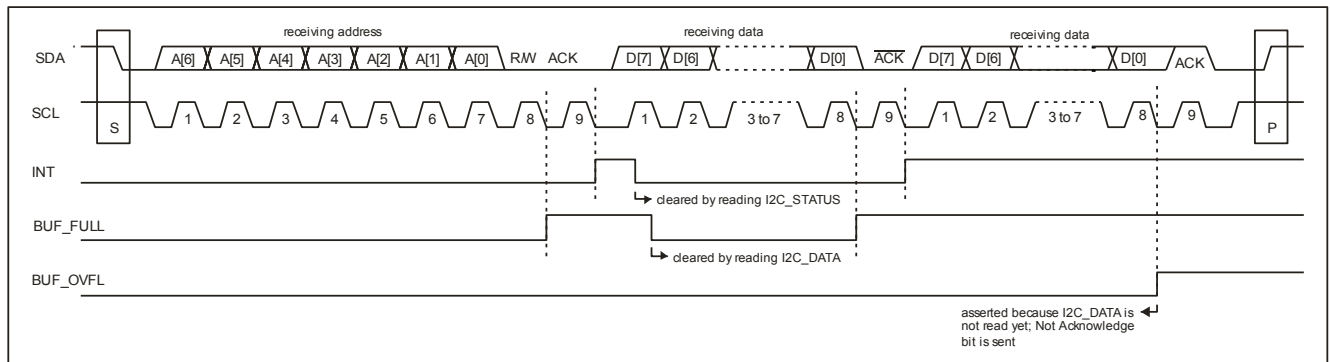 receiving address receiving data receiving data
SDA A[6] A[5] A[4] A[3] A[2] A[1] A[0] R/W ACK D[7] D[6] D[0] ACK D[7] D[6] D[0] ACK
SCL S 1 2 3 4 5 6 7 8 9 1 2 3 to 7 8 9 1 2 3 to 7 8 9 P
INT
cleared by reading I2C_STATUS
BUF_FULL
cleared by reading I2C_DATA
BUF_OVFL
asserted because I2C_DATA is
not read yet; Not Acknowledge
bit is sent